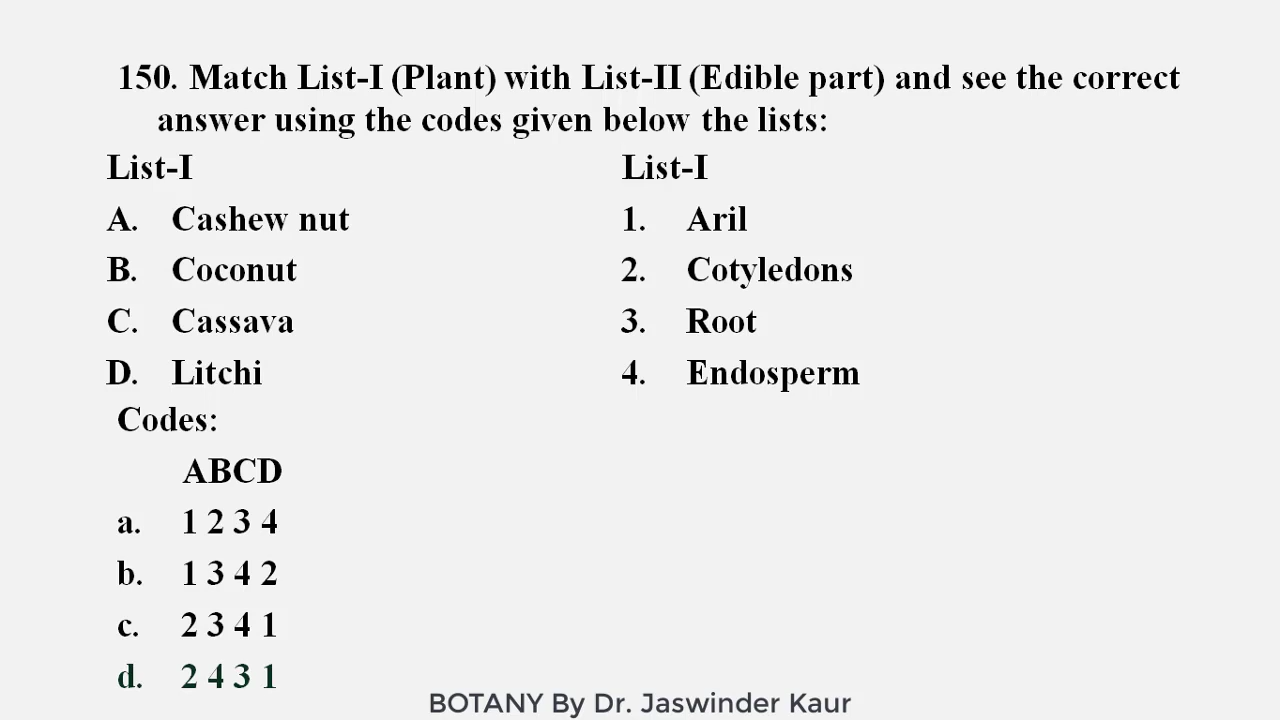 150. Match List-I (Plant) with List-II (Edible part) and see the correct
answer using the codes given below the lists:
List-I List-I
A. Cashew nut 1. Aril
B. Coconut 2. Cotyledons
C. Cassava 3. Root
D. Litchi 4. Endosperm
Codes:
ABCD
a. 1 2 3 4
b. 1 3 4 2
c. 2 3 4 1
d. 2 4 3 1
BOTANY By Dr. Jaswinder Kaur